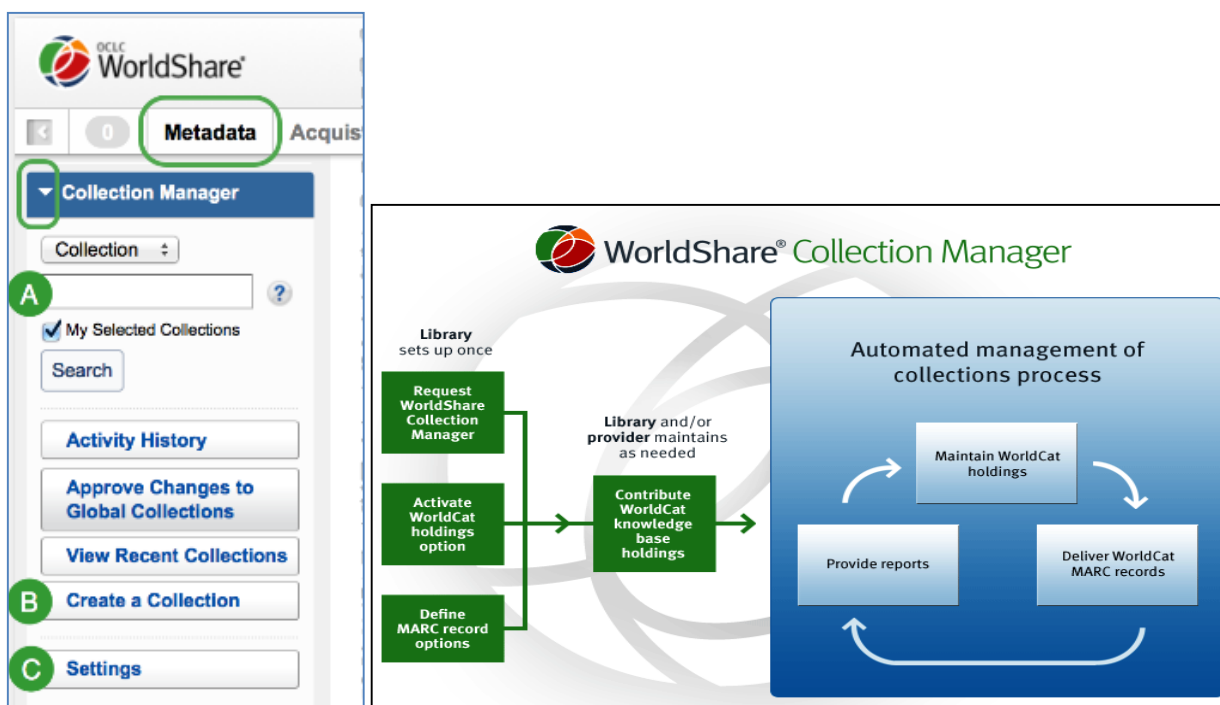 OCLC
WorldShare®
0
Metadata
Acquis
Collection Manager
Collection
A
?
My Selected Collections
Search
Activity History
Approve Changes to
Global Collections
View Recent Collections
B
Create a Collection
C
Settings
WorldShare® Collection Manager
Library
sets up once
Request
WorldShare
Collection
Manager
Activate
WorldCat
holdings
option
Define
MARC record
options
Library and/or
provider maintains
as needed
Contribute
WorldCat
knowledge
base
holdings
Automated management of
collections process
Maintain WorldCat
holdings
Deliver WorldCat
MARC records
Provide reports